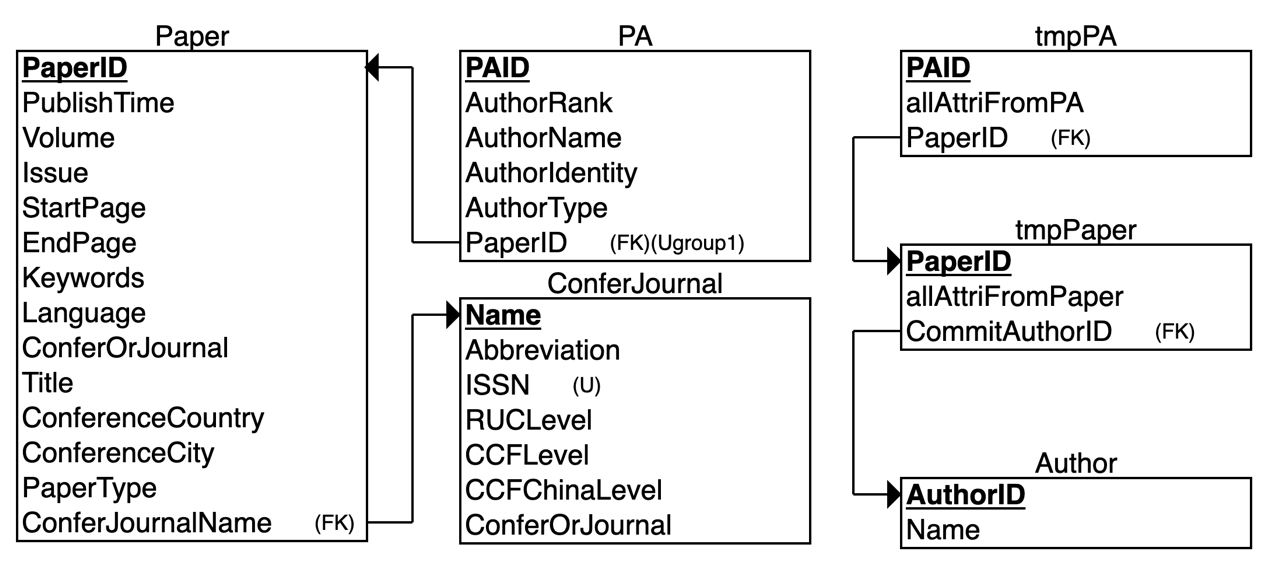 Paper
PaperID
PublishTime
Volume
Issue
StartPage
EndPage
Keywords
Language
ConferOrJournal
Title
ConferenceCountry
ConferenceCity
PaperType
ConferJournalName (FK)
PA
PAID
AuthorRank
AuthorName
AuthorIdentity
AuthorType
PaperID (FK)(Ugroup1)
ConferJournal
Name
Abbreviation
ISSN (U)
RUCLevel
CCFLevel
CCFChinaLevel
ConferOrJournal
tmpPA
PAID
allAttriFromPA
PaperID (FK)
tmpPaper
PaperID
allAttriFromPaper
CommitAuthorID (FK)
Author
AuthorID
Name